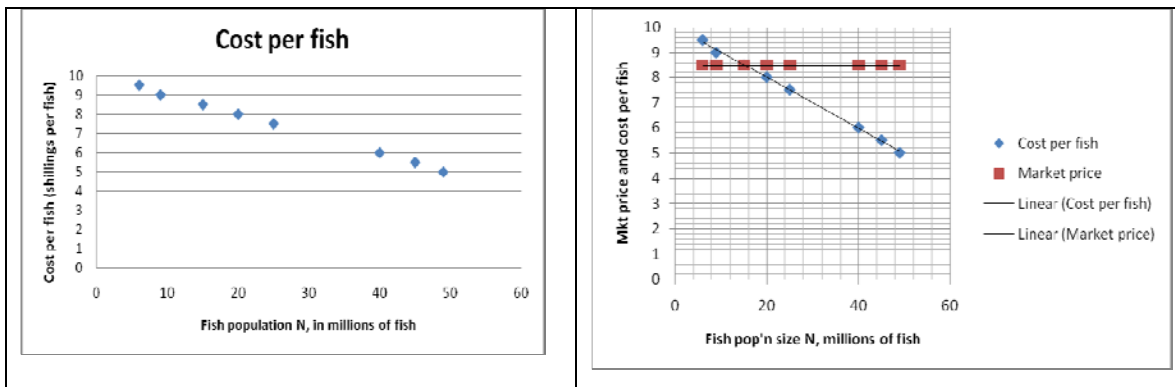 Cost per fish
10
9
8
7
6
5
4
3
2
1
0
0 10 20 30 40 50 60
Cost per fish (shillings per fish)
Fish population N, in millions of fish
10
9
8
7
6
5
4
3
2
1
0
0 20 40 60
Mkt price and cost per fish
Fish pop'n size N, millions of fish
Cost per fish
Market price
Linear (Cost per fish)
Linear (Market price)